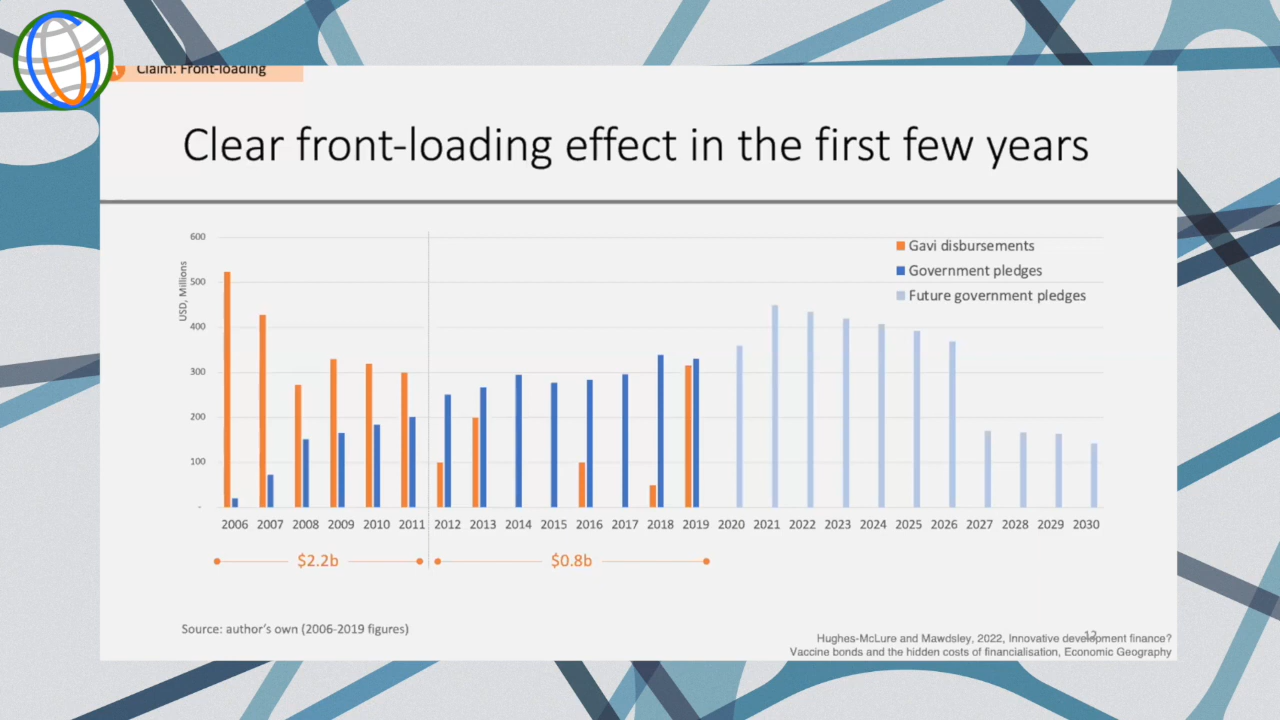 Claim: Front-loading
Clear front-loading effect in the first few years
USD, Millions
600
500
400
300
200
100
-
Gavi disbursements
Government pledges
Future government pledges
2006 2007 2008 2009 2010 2011 2012 2013 2014 2015 2016 2017 2018 2019 2020 2021 2022 2023 2024 2025 2026 2027 2028 2029 2030
$2.2b $0.8b
Source: author's own (2006-2019 figures)
12
Hughes-McLure and Mawdsley, 2022, Innovative development finance?
Vaccine bonds and the hidden costs of financialisation, Economic Geography